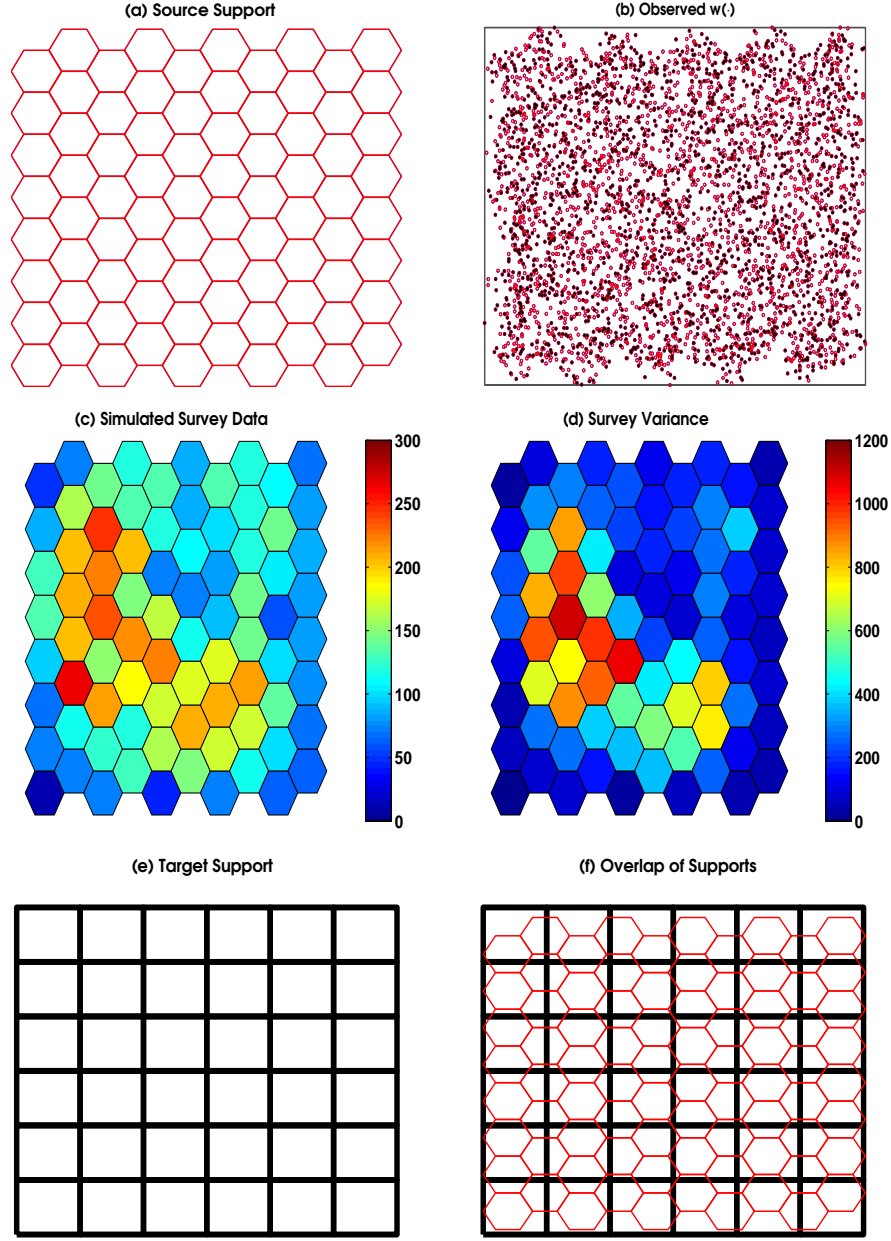 (a) Source Support
(b) Observed w(·)
(c) Simulated Survey Data
300
250
200
150
100
50
0
(d) Survey Variance
1200
1000
800
600
400
200
0
(e) Target Support
(f) Overlap of Supports